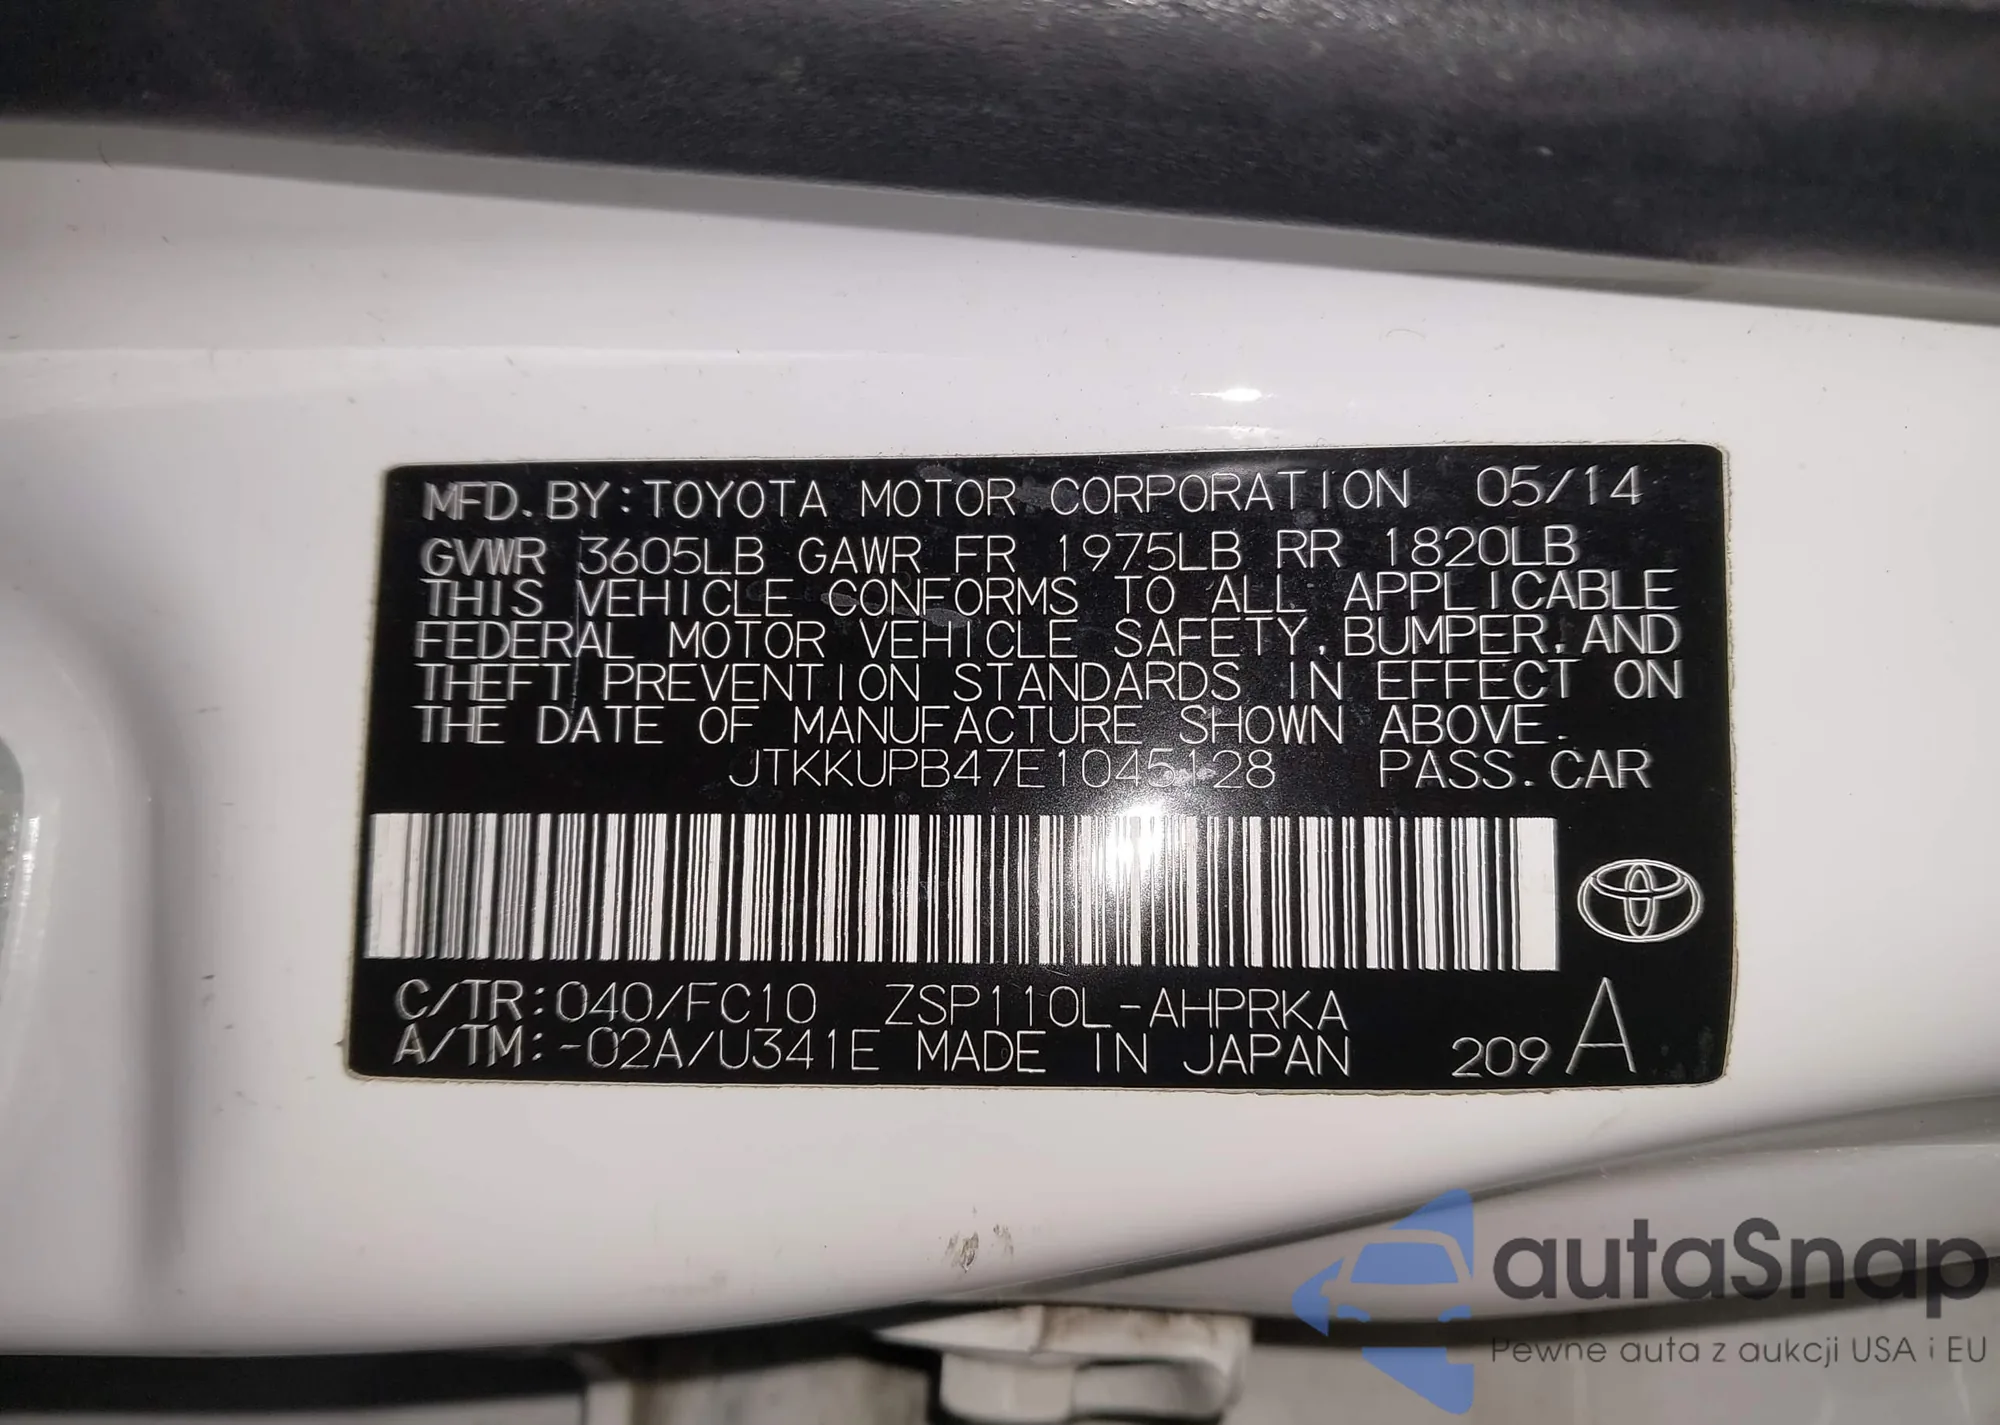 MFD.BY:TOYOTA MOTOR CORPORATION 05/14
GVWR 3605LB GAWR FR 1975LB RR 1820LB
THIS VEHICLE CONFORMS TO ALL APPLICABLE
FEDERAL MOTOR VEHICLE SAFETY, BUMPER, AND
THEFT PREVENTION STANDARDS IN EFFECT ON
THE DATE OF MANUFACTURE SHOWN ABOVE.
JTKKUPB47E1045128 PASS.CAR
C/TR:040/FC10 ZSP110L-AHPRKA
A/TM:-02A/U341E MADE IN JAPAN 209 A
autaSnap
Pewne auta z aukcji USA i EU